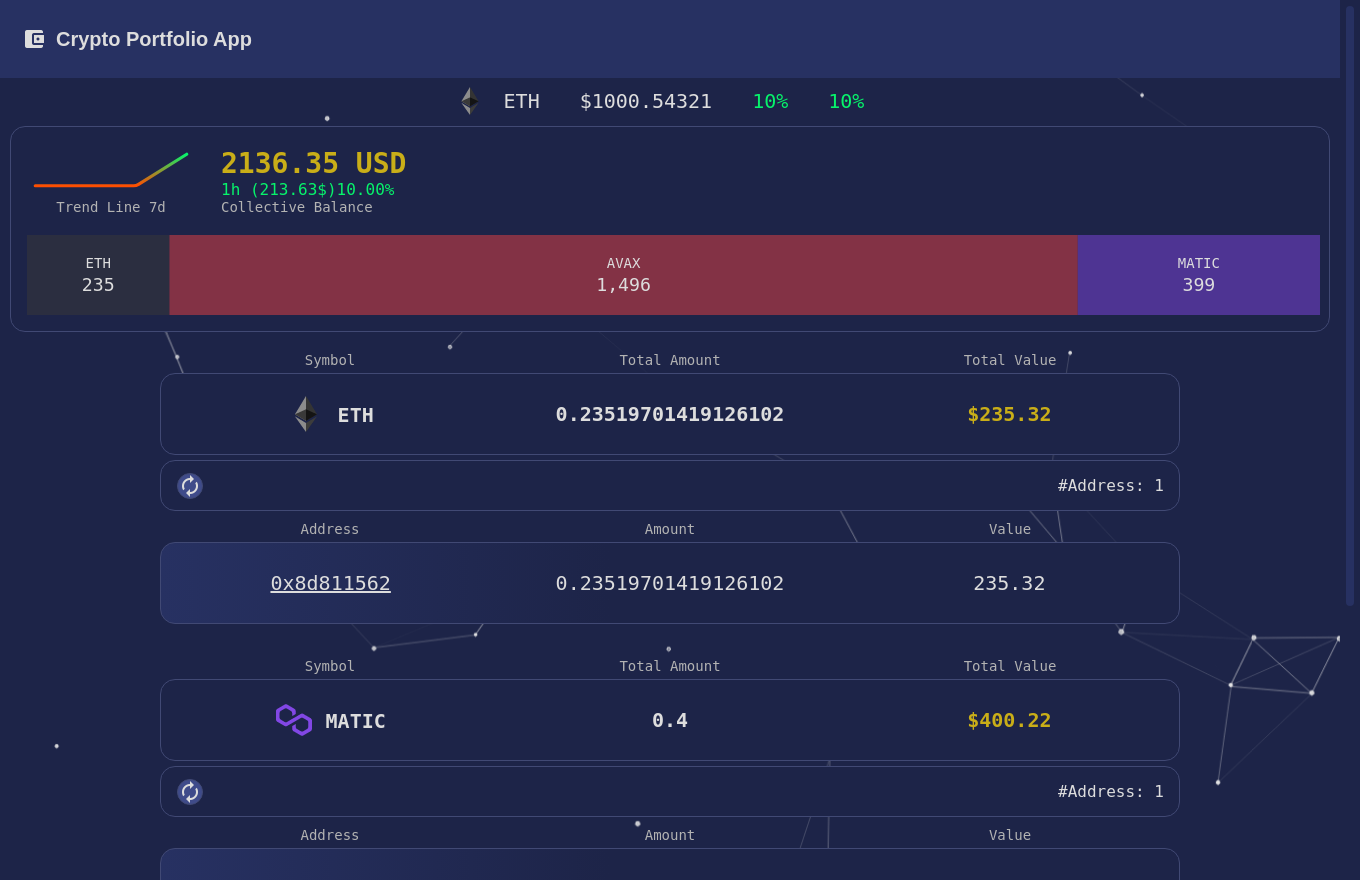 Crypto Portfolio App
ETH $1000.54321 10% 10%
2136.35 USD
1h (213.63$)10.00%
Trend Line 7d Collective Balance
ETH AVAX MATIC
235 1,496 399
Symbol Total Amount Total Value
ETH 0.23519701419126102 $235.32
#Address: 1
Address Amount Value
0x8d811562 0.23519701419126102 235.32
Symbol Total Amount Total Value
MATIC 0.4 $400.22
#Address: 1
Address Amount Value